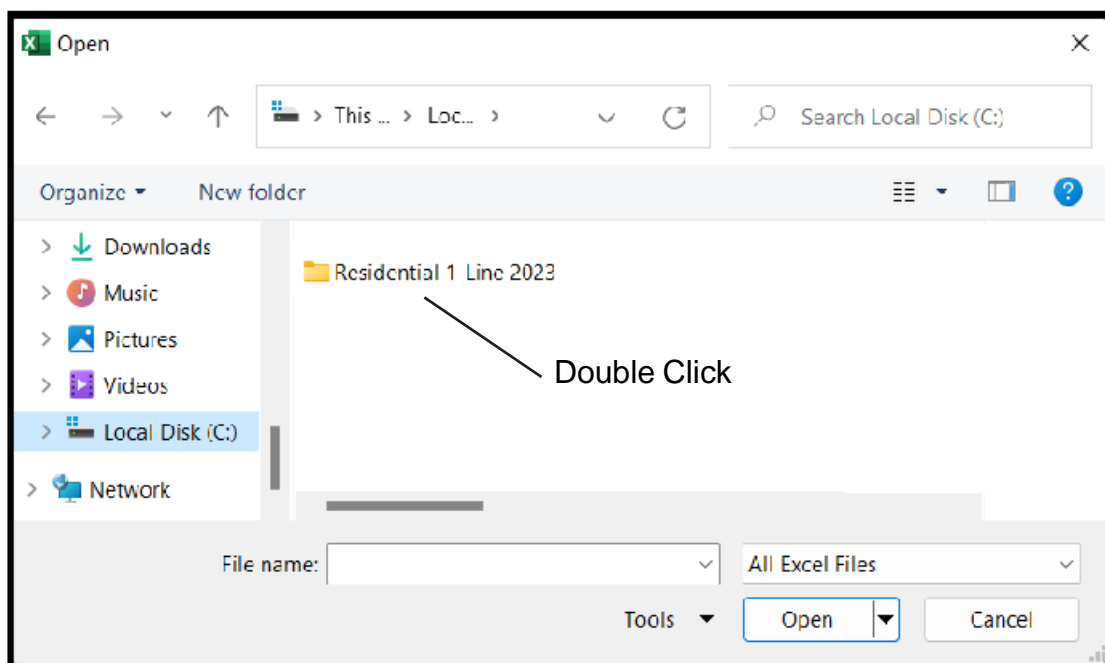 Open
This ... > Loc... >
Search Local Disk (C:)
Organize
New folder
?
Downloads
Music
Pictures
Videos
Local Disk (C:)
Network
Residential 1 Line 2023
Double Click
File name:
All Excel Files
Tools
Open
Cancel